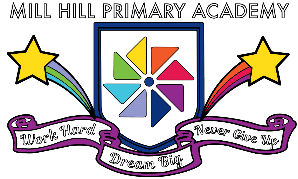 MILL HILL PRIMARY ACADEMY
Work Hard
Dream Big
Never Give Up